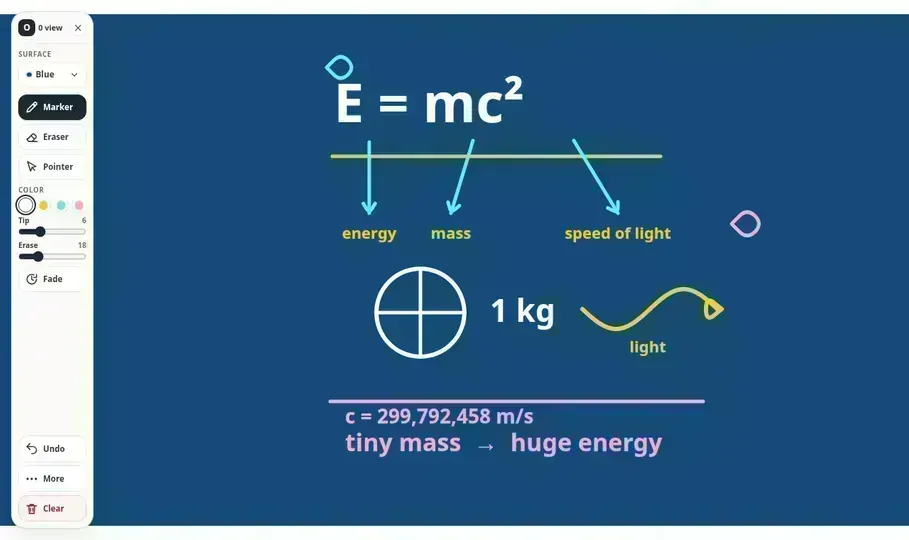 O 0 view
SURFACE
Blue
Marker
Eraser
Pointer
COLOR
Tip 6
Erase 18
Fade
Undo
More
Clear
E = mc²
energy mass speed of light
1 kg
light
c = 299,792,458 m/s
tiny mass → huge energy